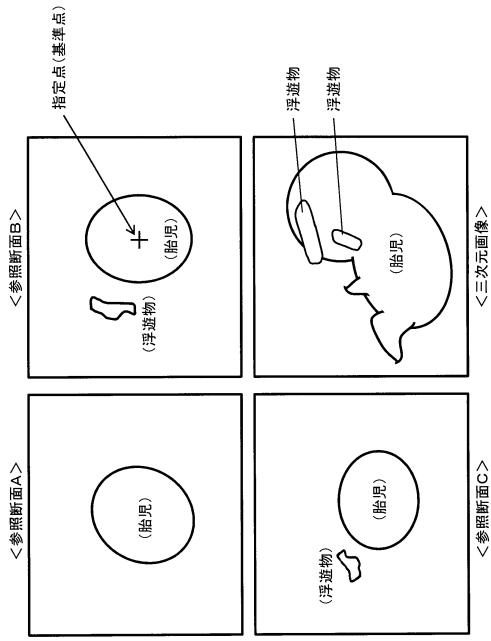 <参照断面A>
(胎児)
<参照断面B>
指定点(基準点)
(胎児)
(浮遊物)
<参照断面C>
(浮遊物)
(胎児)
<三次元画像>
浮遊物
浮遊物
(胎児)